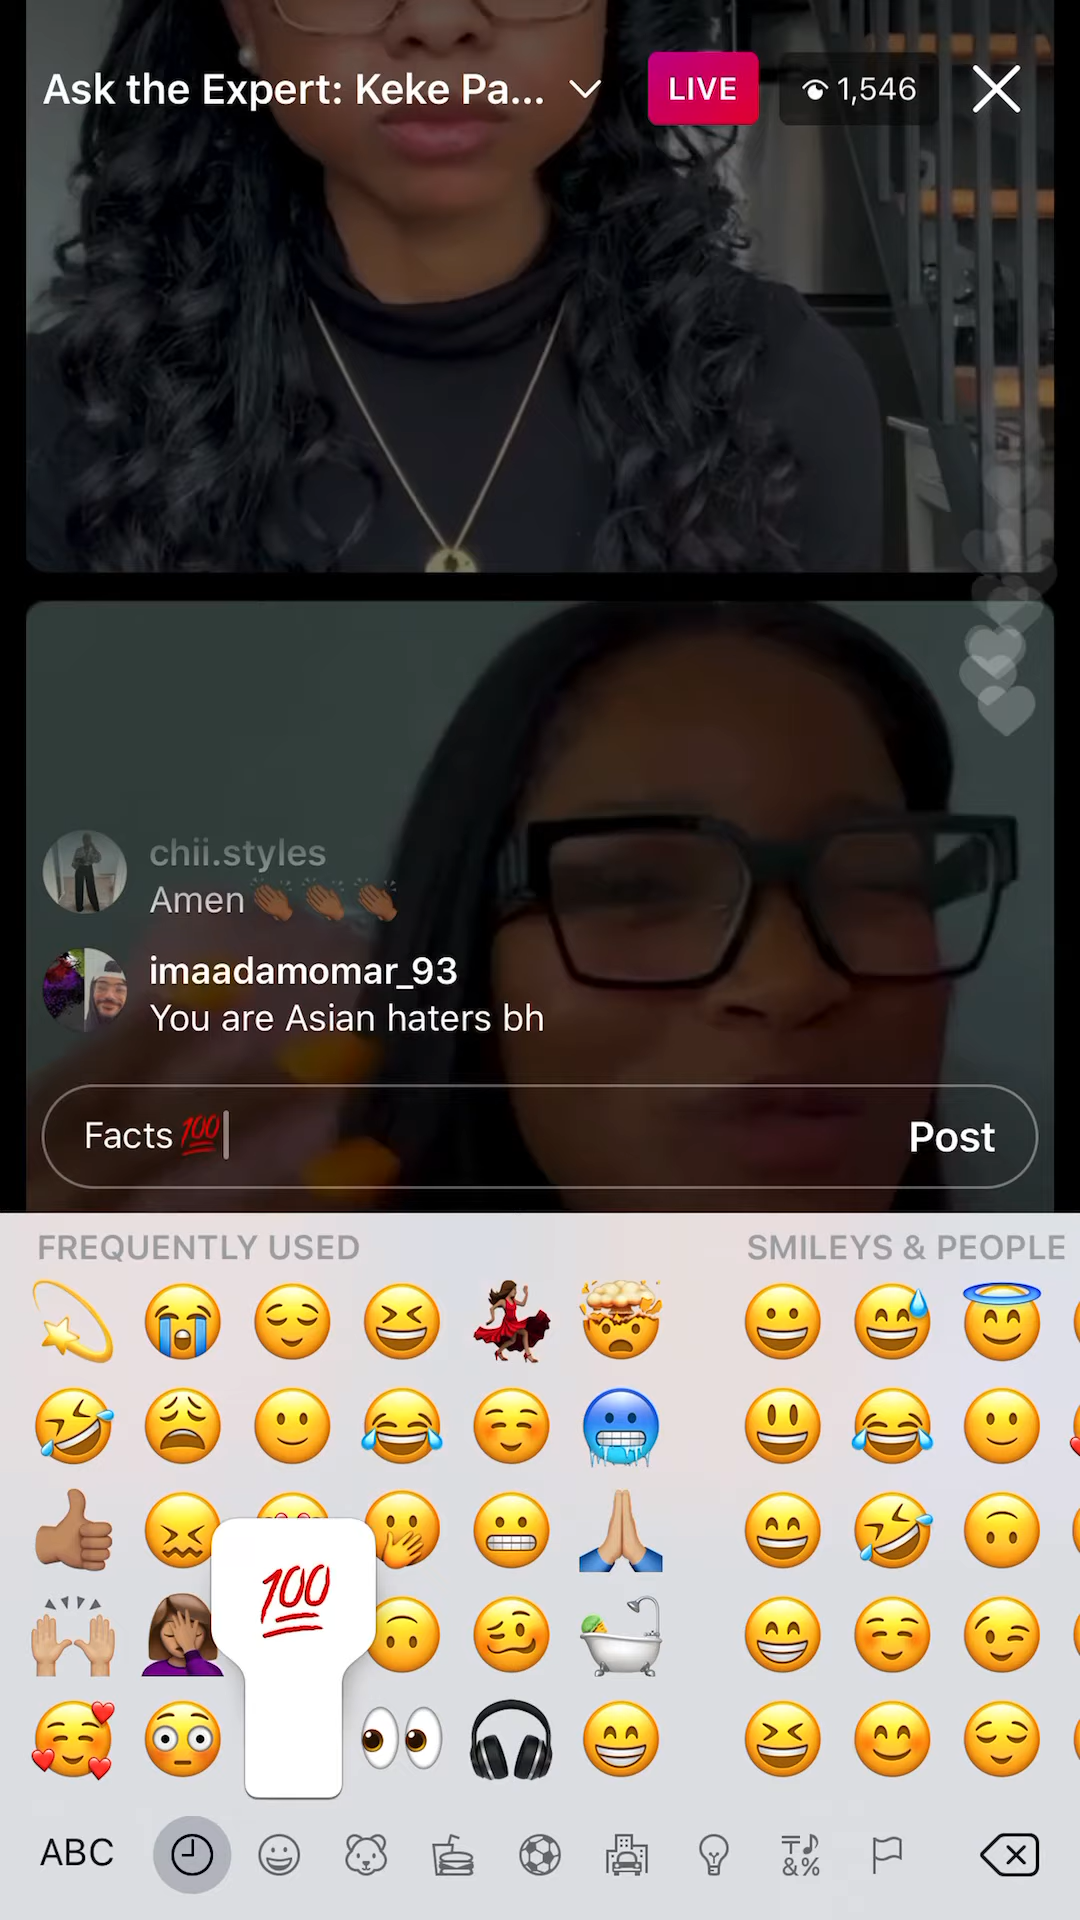 Ask the Expert: Keke Pa... LIVE 1,546
chii.styles
Amen👏🏾👏🏾👏🏾
imaadamomar_93
You are Asian haters bh
Facts 💯 Post
FREQUENTLY USED SMILEYS & PEOPLE
ABC